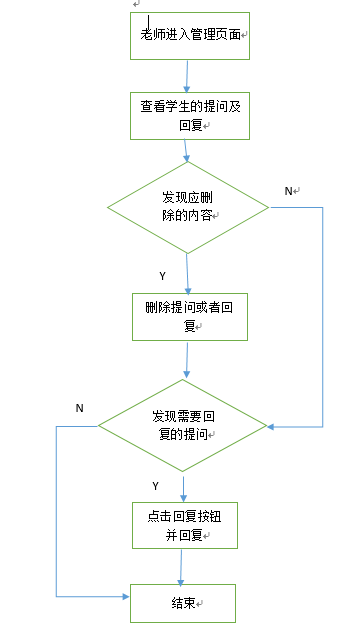 老师进入管理页面
查看学生的提问及
回复
发现应删
除的内容
N
Y
删除提问或者回
复
发现需要回
复的提问
N
Y
点击回复按钮
并回复
结束